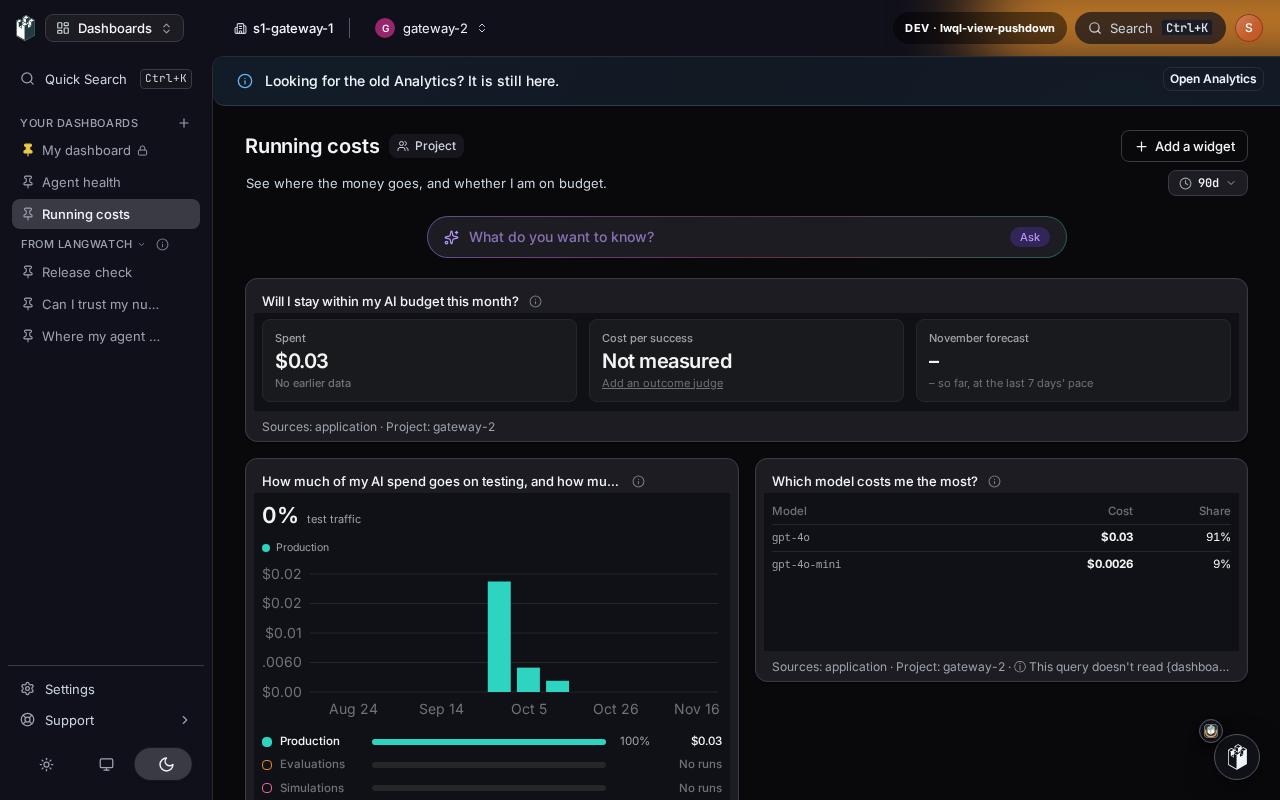 Dashboards
s1-gateway-1
G gateway-2
DEV · lwql-view-pushdown
Search Ctrl+K
S
Quick Search Ctrl+K
Looking for the old Analytics? It is still here.
Open Analytics
YOUR DASHBOARDS
My dashboard
Agent health
Running costs
FROM LANGWATCH
Release check
Can I trust my nu...
Where my agent ...
Settings
Support
Running costs
Project
Add a widget
See where the money goes, and whether I am on budget.
90d
What do you want to know?
Ask
Will I stay within my AI budget this month?
Spent
$0.03
No earlier data
Cost per success
Not measured
Add an outcome judge
November forecast
–
– so far, at the last 7 days' pace
Sources: application · Project: gateway-2
How much of my AI spend goes on testing, and how mu...
0% test traffic
Production
$0.02
$0.02
$0.01
.0060
$0.00
Aug 24 Sep 14 Oct 5 Oct 26 Nov 16
Production 100% $0.03
Evaluations No runs
Simulations No runs
Which model costs me the most?
Model Cost Share
gpt-4o $0.03 91%
gpt-4o-mini $0.0026 9%
Sources: application · Project: gateway-2 · ⓘ This query doesn't read {dashboa...